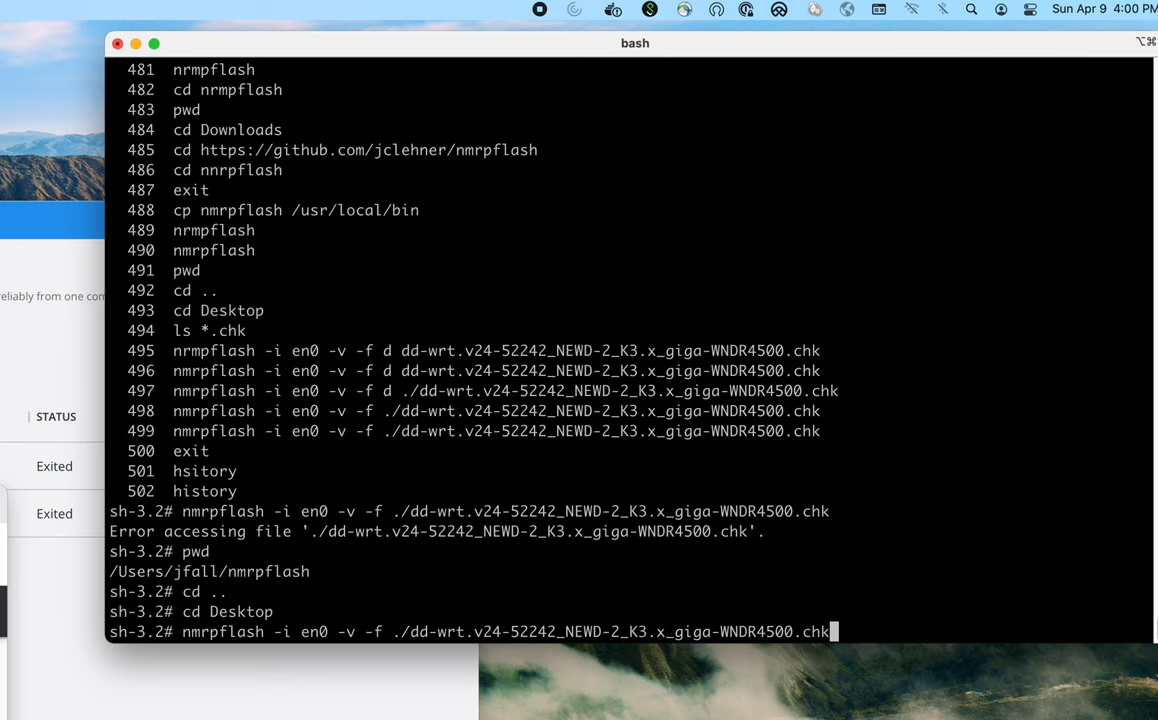 Sun Apr 9 4:00 PM
bash
⌥⌘
481 nrmpflash
482 cd nrmpflash
483 pwd
484 cd Downloads
485 cd https://github.com/jclehner/nmrpflash
486 cd nnrpflash
487 exit
488 cp nmrpflash /usr/local/bin
489 nrmpflash
490 nmrpflash
491 pwd
492 cd ..
493 cd Desktop
494 ls *.chk
495 nrmpflash -i en0 -v -f d dd-wrt.v24-52242_NEWD-2_K3.x_giga-WNDR4500.chk
496 nmrpflash -i en0 -v -f d dd-wrt.v24-52242_NEWD-2_K3.x_giga-WNDR4500.chk
497 nmrpflash -i en0 -v -f d ./dd-wrt.v24-52242_NEWD-2_K3.x_giga-WNDR4500.chk
498 nmrpflash -i en0 -v -f ./dd-wrt.v24-52242_NEWD-2_K3.x_giga-WNDR4500.chk
499 nmrpflash -i en0 -v -f ./dd-wrt.v24-52242_NEWD-2_K3.x_giga-WNDR4500.chk
500 exit
501 hsitory
502 history
sh-3.2# nmrpflash -i en0 -v -f ./dd-wrt.v24-52242_NEWD-2_K3.x_giga-WNDR4500.chk
Error accessing file './dd-wrt.v24-52242_NEWD-2_K3.x_giga-WNDR4500.chk'.
sh-3.2# pwd
/Users/jfall/nmrpflash
sh-3.2# cd ..
sh-3.2# cd Desktop
sh-3.2# nmrpflash -i en0 -v -f ./dd-wrt.v24-52242_NEWD-2_K3.x_giga-WNDR4500.chk
reliably from one com
STATUS
Exited
Exited